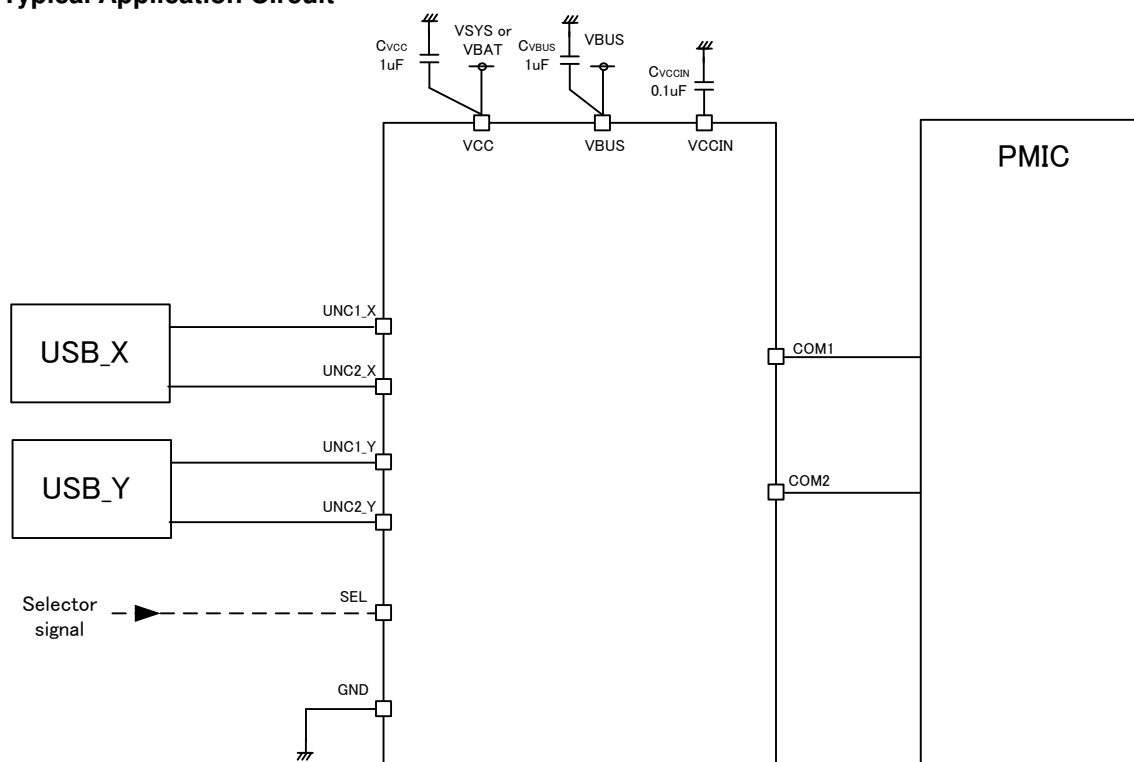 Typical Application Circuit
CVCC
1uF
VSYS or
VBAT
CVBUS
1uF
VBUS
CVCCIN
0.1uF
VCC
VBUS
VCCIN
PMIC
UNC1_X
USB_X
UNC2_X
COM1
UNC1_Y
USB_Y
UNC2_Y
COM2
Selector
signal
SEL
GND